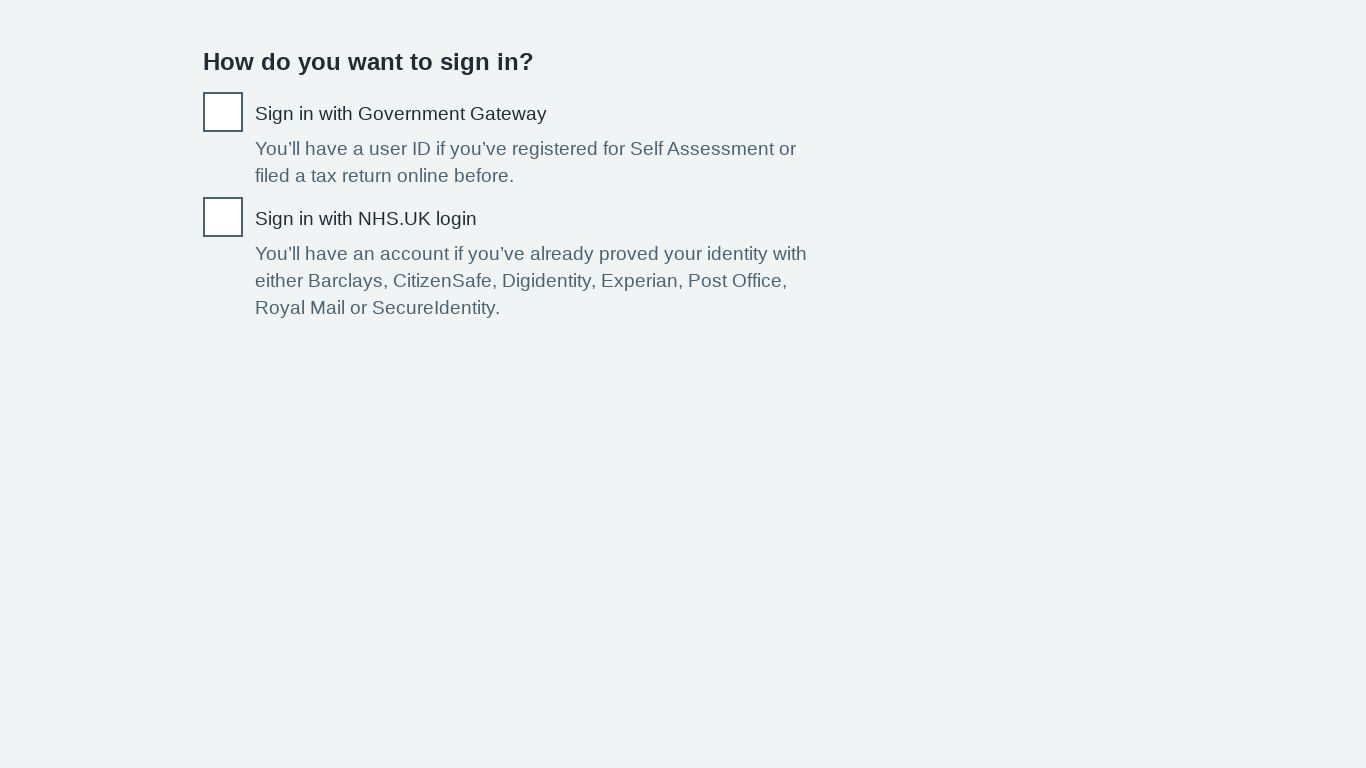 How do you want to sign in?
Sign in with Government Gateway
You’ll have a user ID if you’ve registered for Self Assessment or
filed a tax return online before.
Sign in with NHS.UK login
You’ll have an account if you’ve already proved your identity with
either Barclays, CitizenSafe, Digidentity, Experian, Post Office,
Royal Mail or SecureIdentity.